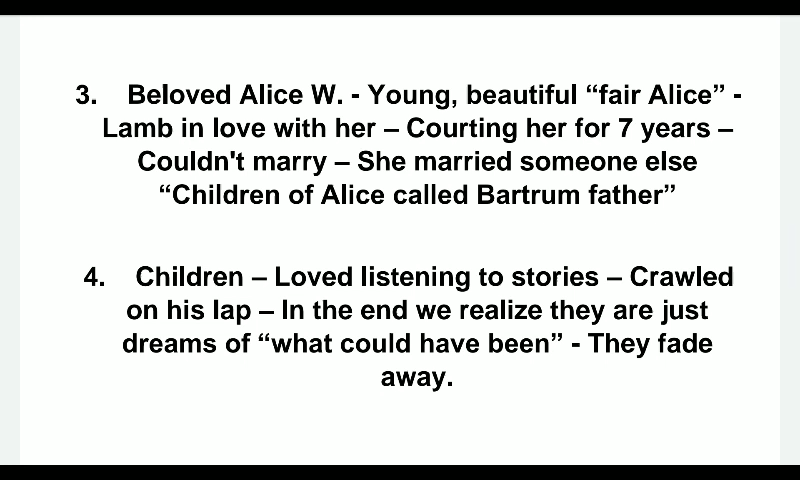 3. Beloved Alice W. - Young, beautiful “fair Alice” -
Lamb in love with her – Courting her for 7 years –
Couldn't marry – She married someone else
“Children of Alice called Bartrum father”
4. Children – Loved listening to stories – Crawled
on his lap – In the end we realize they are just
dreams of “what could have been” - They fade
away.